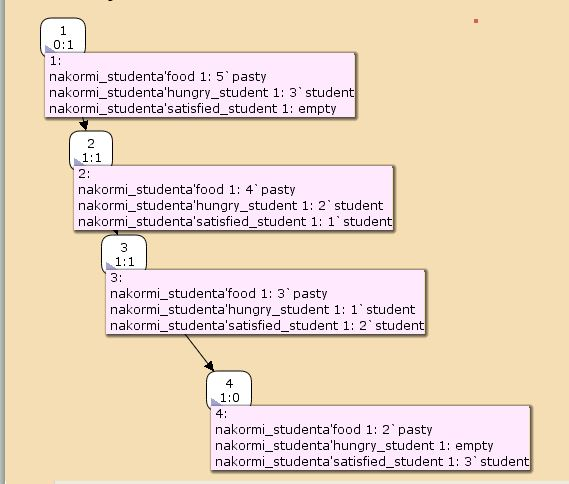 1
0:1
1:
nakormi_studenta'food 1: 5`pasty
nakormi_studenta'hungry_student 1: 3`student
nakormi_studenta'satisfied_student 1: empty
2
1:1
2:
nakormi_studenta'food 1: 4`pasty
nakormi_studenta'hungry_student 1: 2`student
nakormi_studenta'satisfied_student 1: 1`student
3
1:1
3:
nakormi_studenta'food 1: 3`pasty
nakormi_studenta'hungry_student 1: 1`student
nakormi_studenta'satisfied_student 1: 2`student
4
1:0
4:
nakormi_studenta'food 1: 2`pasty
nakormi_studenta'hungry_student 1: empty
nakormi_studenta'satisfied_student 1: 3`student